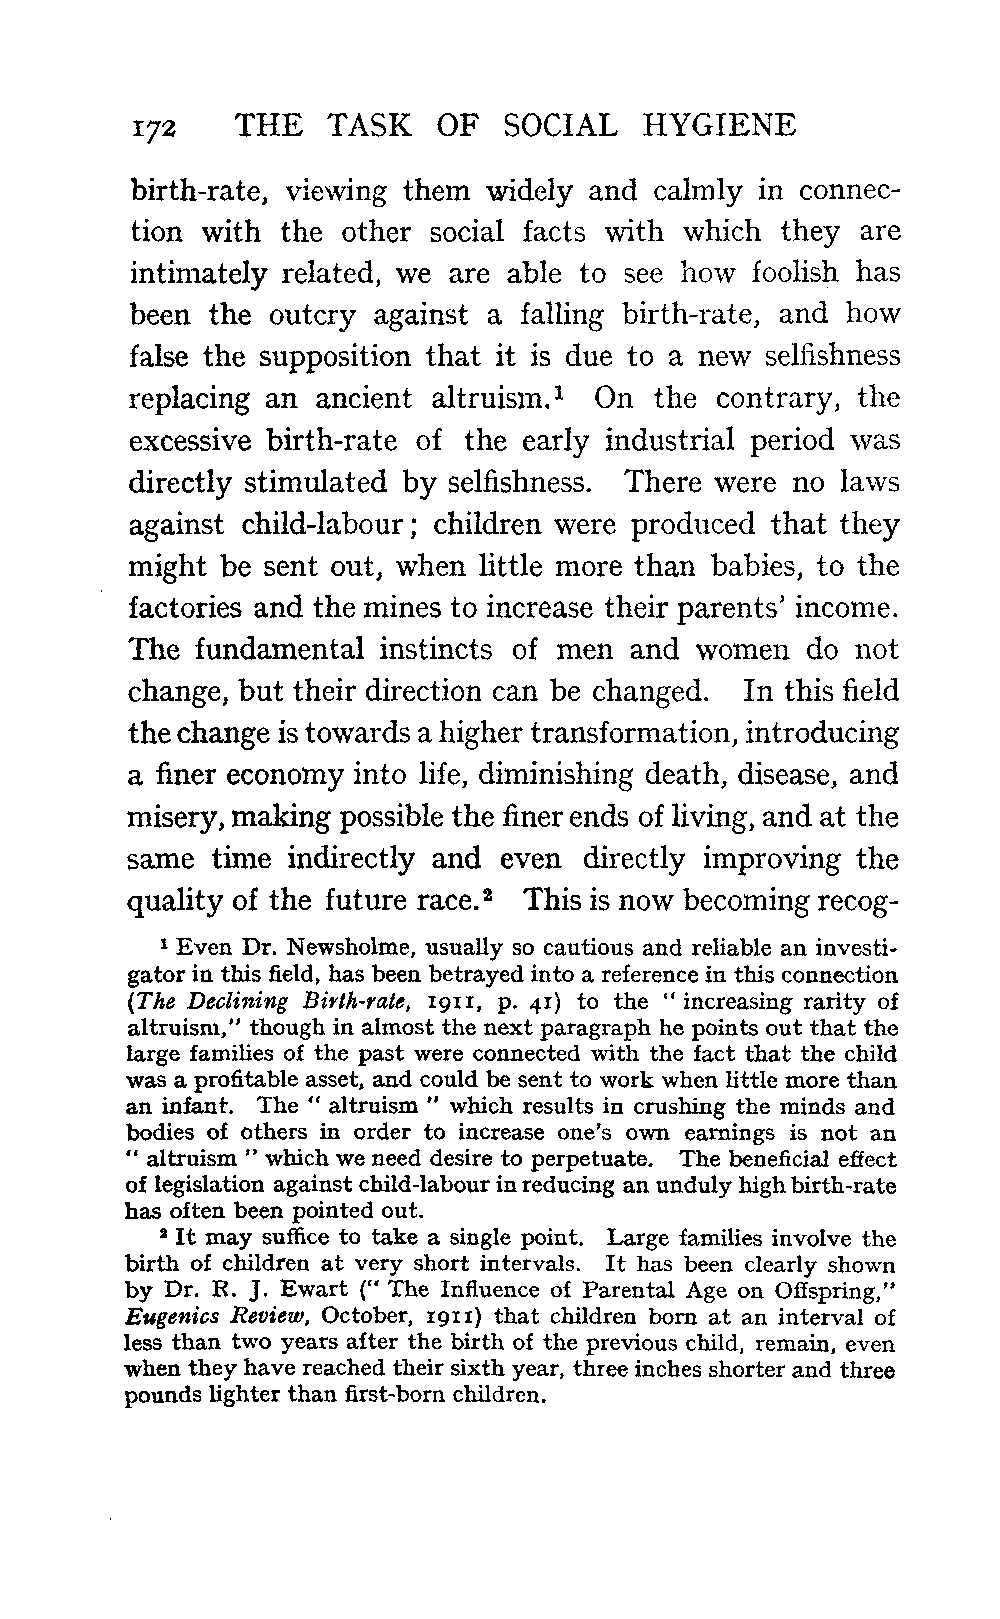 172 THE TASK OF SOCIAL HYGIENE
birth-rate, viewing them widely and calmly in connec-
tion with the other social facts with which they are
intimately related, we are able to see how foolish has
been the outcry against a falling birth-rate, and how
false the supposition that it is due to a new selfishness
replacing an ancient altruism.¹ On the contrary, the
excessive birth-rate of the early industrial period was
directly stimulated by selfishness. There were no laws
against child-labour; children were produced that they
might be sent out, when little more than babies, to the
factories and the mines to increase their parents' income.
The fundamental instincts of men and women do not
change, but their direction can be changed. In this field
the change is towards a higher transformation, introducing
a finer economy into life, diminishing death, disease, and
misery, making possible the finer ends of living, and at the
same time indirectly and even directly improving the
quality of the future race.² This is now becoming recog-
¹ Even Dr. Newsholme, usually so cautious and reliable an investi-
gator in this field, has been betrayed into a reference in this connection
(The Declining Birth-rate, 1911, p. 41) to the "increasing rarity of
altruism," though in almost the next paragraph he points out that the
large families of the past were connected with the fact that the child
was a profitable asset, and could be sent to work when little more than
an infant. The " altruism " which results in crushing the minds and
bodies of others in order to increase one's own earnings is not an
" altruism " which we need desire to perpetuate. The beneficial effect
of legislation against child-labour in reducing an unduly high birth-rate
has often been pointed out.
² It may suffice to take a single point. Large families involve the
birth of children at very short intervals. It has been clearly shown
by Dr. R. J. Ewart (" The Influence of Parental Age on Offspring,"
Eugenics Review, October, 1911) that children born at an interval of
less than two years after the birth of the previous child, remain, even
when they have reached their sixth year, three inches shorter and three
pounds lighter than first-born children.